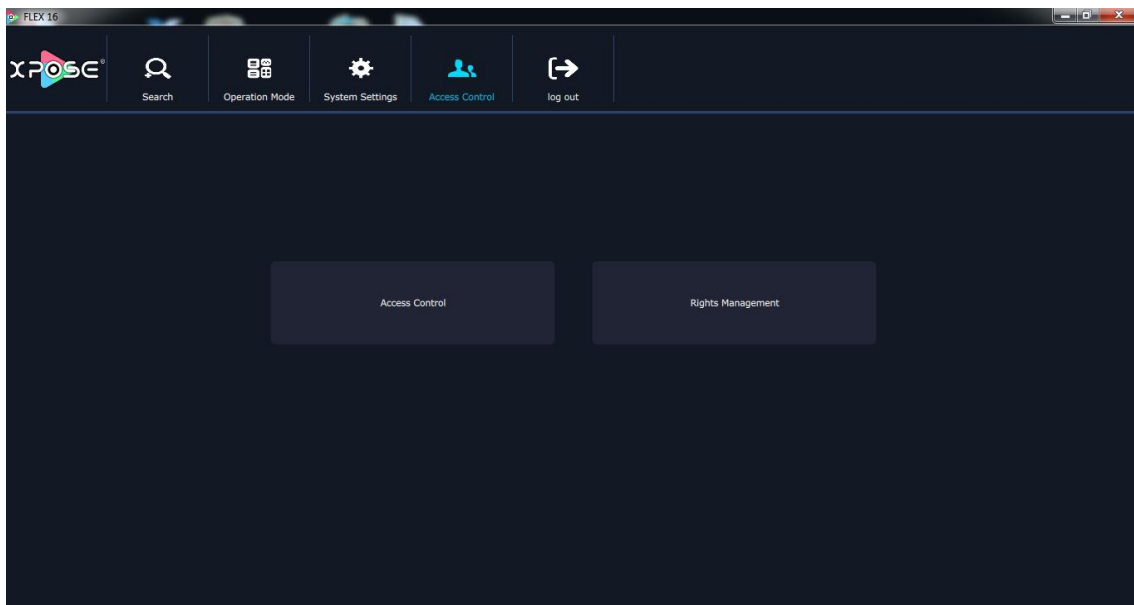 FLEX 16
XPOSE®
Search
Operation Mode
System Settings
Access Control
log out
Access Control
Rights Management